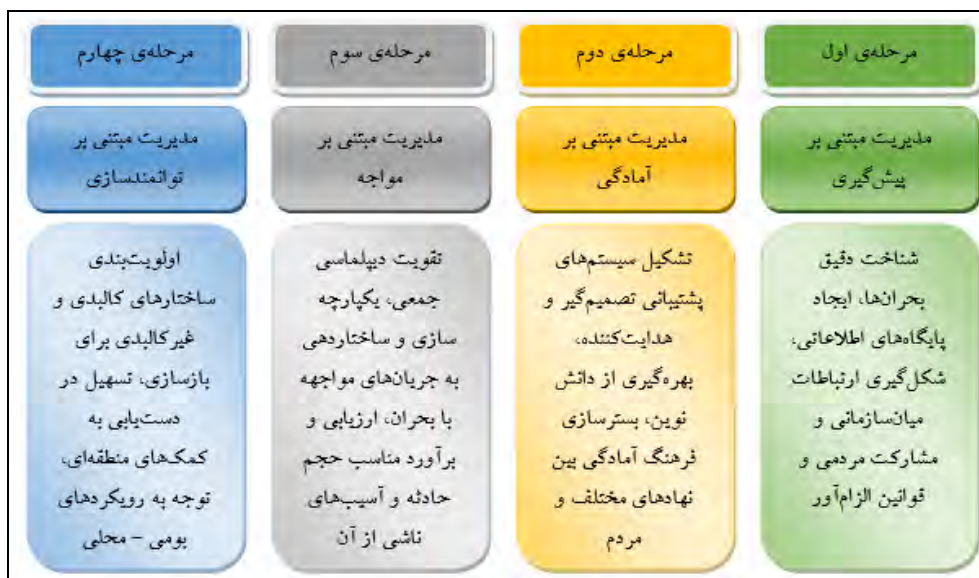 مرحله‌ی اول
مدیریت مبتنی بر
پیش‌گیری
شناخت دقیق
بحران‌ها، ایجاد
پایگاه‌های اطلاعاتی،
شکل‌گیری ارتباطات
میان‌سازمانی و
مشارکت مردمی و
قوانین الزام‌آور
مرحله‌ی دوم
مدیریت مبتنی بر
آمادگی
تشکیل سیستم‌های
پشتیبانی تصمیم‌گیر و
هدایت‌کننده،
بهره‌گیری از دانش
نوین، بسترسازی
فرهنگ آمادگی بین
نهادهای مختلف و
مردم
مرحله‌ی سوم
مدیریت مبتنی بر
مواجه
تقویت دیپلماسی
جمعی، یکپارچه
سازی و ساختاردهی
به جریان‌های مواجهه
با بحران، ارزیابی و
برآورد مناسب حجم
حادثه و آسیب‌های
ناشی از آن
مرحله‌ی چهارم
مدیریت مبتنی بر
توانمندسازی
اولویت‌بندی
ساختارهای کالبدی و
غیرکالبدی برای
بازسازی، تسهیل در
دست‌یابی به
کمک‌های منطقه‌ای،
توجه به رویکردهای
بومی – محلی